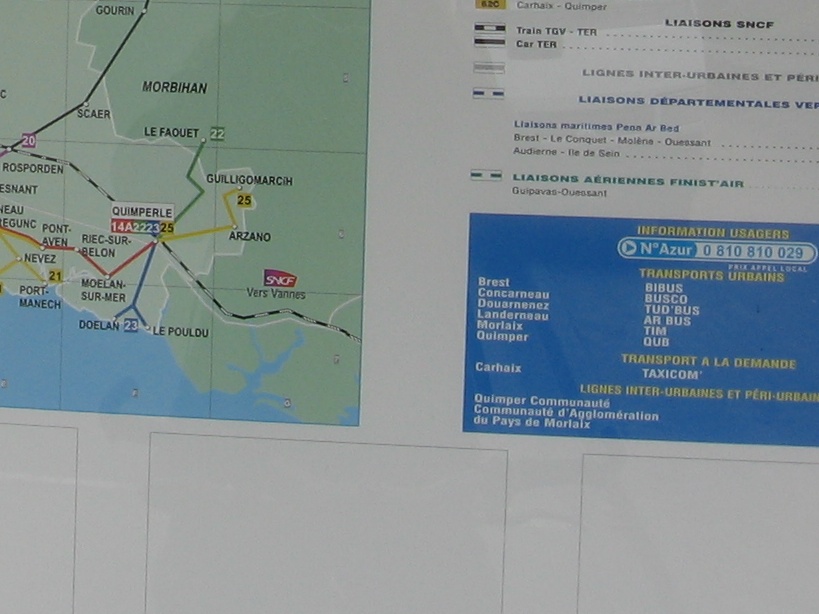 GOURIN
MORBIHAN
C
SCAER
LE FAOUET 22
20
ROSPORDEN
GUILLIGOMARC'H
25
ESNANT
QUIMPERLE
14A222325
NEAU
REGUNC
PONT-
AVEN
RIEC-SUR-
BELON
ARZANO
NEVEZ
21
PORT-
MANECH
MOELAN-
SUR-MER
SNCF
Vers Vannes
DOELAN 23 LE POULDU
62C
Carhaix - Quimper
LIAISONS SNCF
Train TGV - TER
Car TER
LIGNES INTER-URBAINES ET PÉRI
LIAISONS DÉPARTEMENTALES VER
Liaisons maritimes Penn Ar Bed
Brest - Le Conquet - Molène - Ouessant
Audierne - Ile de Sein
LIAISONS AÉRIENNES FINIST'AIR
Guipavas-Ouessant
INFORMATION USAGERS
N°Azur 0 810 810 029
PRIX APPEL LOCAL
TRANSPORTS URBAINS
Brest BIBUS
Concarneau BUSCO
Douarnenez TUD'BUS
Landerneau AR BUS
Morlaix TIM
Quimper QUB
TRANSPORT A LA DEMANDE
Carhaix TAXICOM'
LIGNES INTER-URBAINES ET PÉRI-URBAIN
Quimper Communauté
Communauté d'Agglomération
du Pays de Morlaix